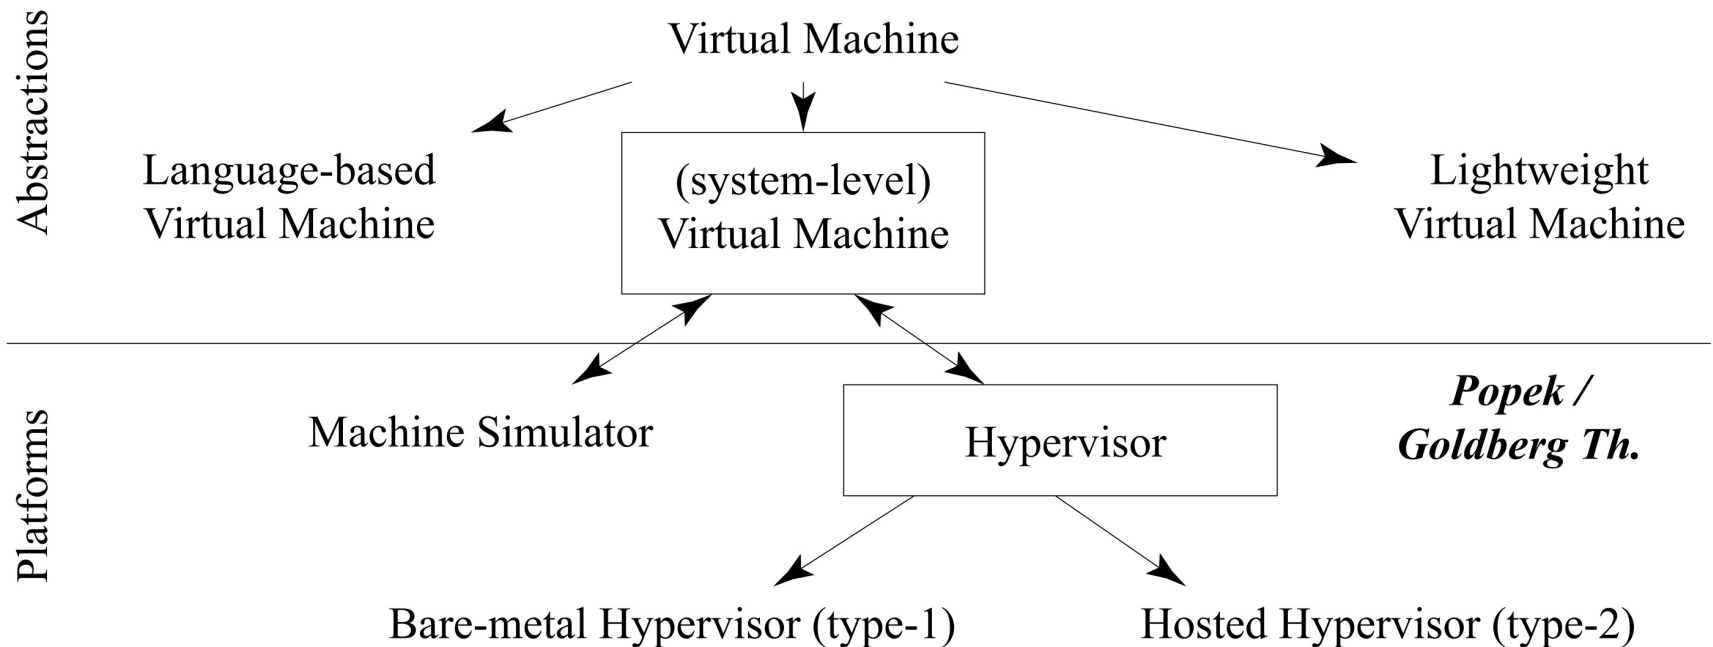 Abstractions
Virtual Machine
Language-based
Virtual Machine
(system-level)
Virtual Machine
Lightweight
Virtual Machine
Platforms
Machine Simulator
Hypervisor
Popek /
Goldberg Th.
Bare-metal Hypervisor (type-1)
Hosted Hypervisor (type-2)